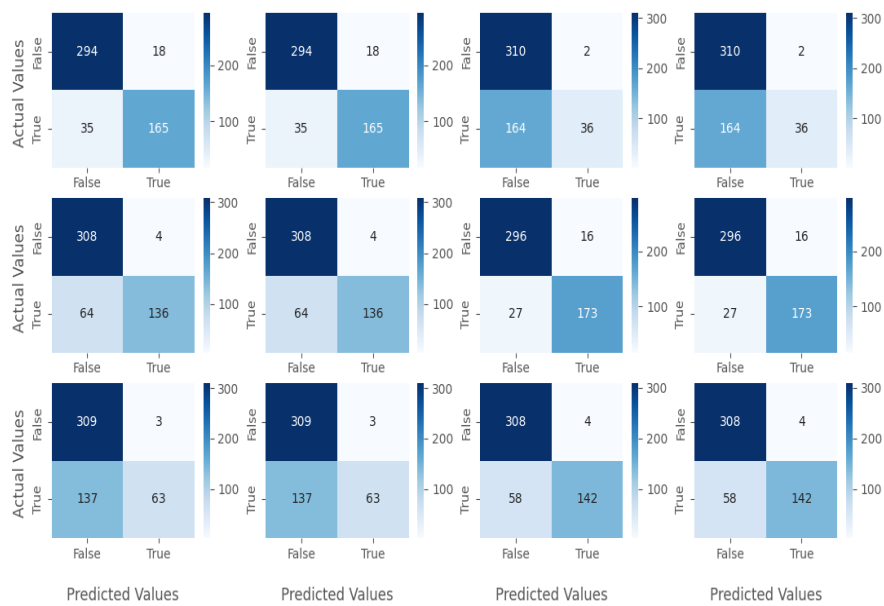 Actual Values
False 294 18 200
True 35 165 100
False True
False 294 18 200
True 35 165 100
False True
False 310 2 300
200
True 164 36 100
False True
False 310 2 300
200
True 164 36 100
False True
Actual Values
300
False 308 4
200
True 64 136 100
False True
300
False 308 4
200
True 64 136 100
False True
False 296 16
200
True 27 173 100
False True
False 296 16
200
True 27 173 100
False True
Actual Values
300
False 309 3
200
True 137 63 100
False True
300
False 309 3
200
True 137 63 100
False True
300
False 308 4
200
True 58 142 100
False True
300
False 308 4
200
True 58 142 100
False True
Predicted Values
Predicted Values
Predicted Values
Predicted Values